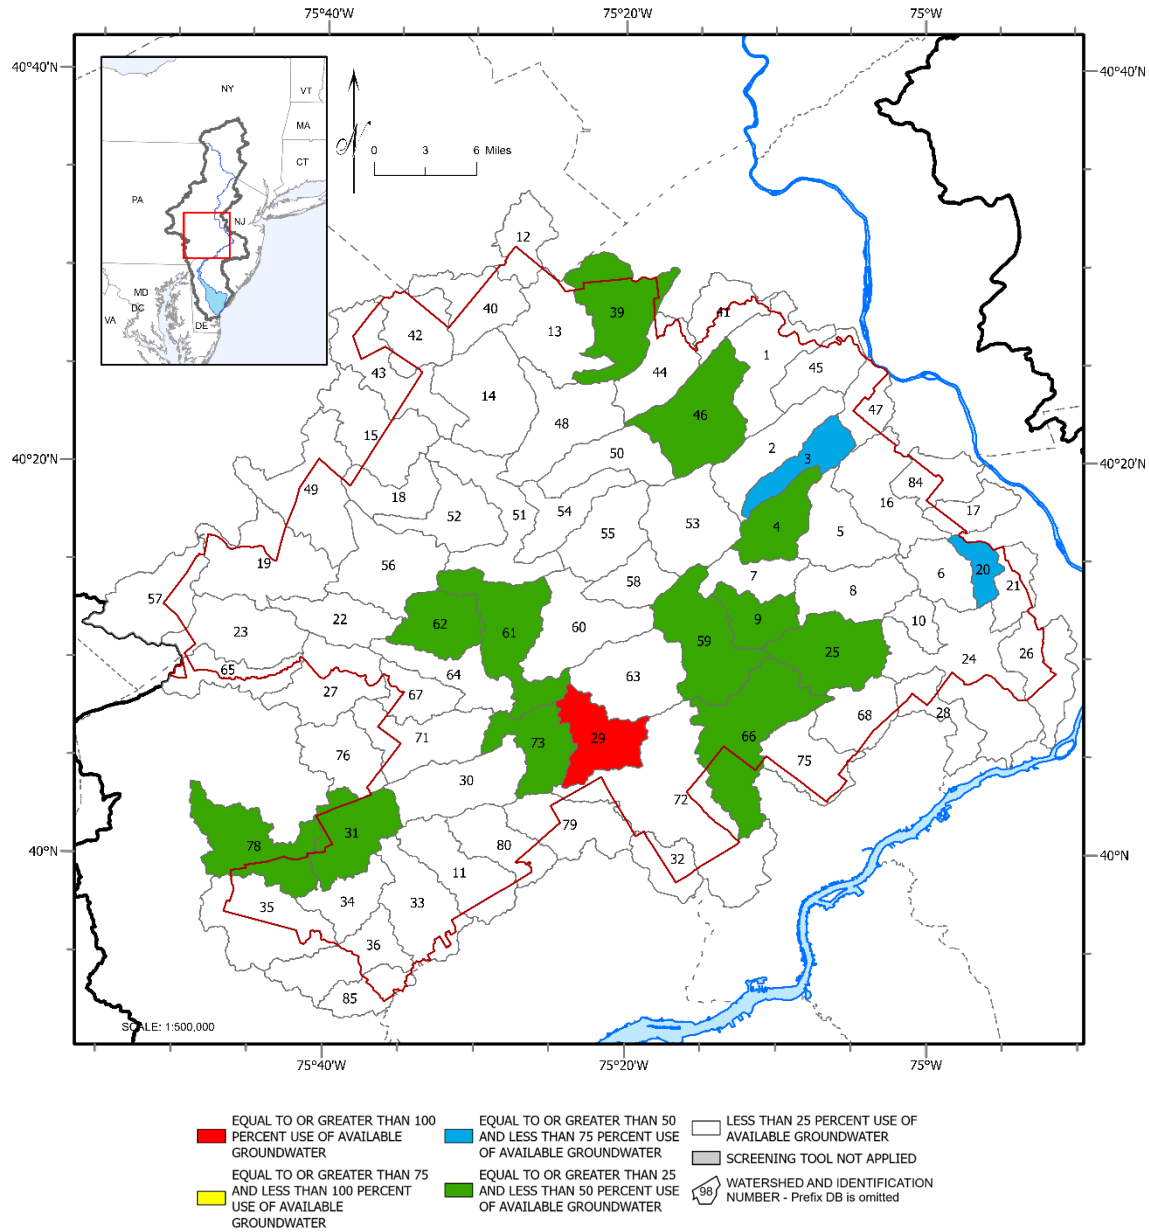 75°40'W 75°20'W 75°W
40°40'N 40°40'N
NY
VT
MA
CT
PA
NJ
MD
DC
VA
DE
N
0 3 6 Miles
12
39
41
40
42
13
1
43
44
45
14
46
47
15
48
2
50
3
40°20'N 40°20'N
49
84
18
16
17
52
51
54
53
4
5
55
19
56
20
7
6
58
21
57
8
22
62
9
10
23
61
60
59
25
26
24
65
64
63
27
67
68
28
71
29
66
73
76
75
30
72
79
31
78
80
40°N 40°N
32
11
35
34
33
36
85
SCALE: 1:500,000
75°40'W 75°20'W 75°W
EQUAL TO OR GREATER THAN 100
PERCENT USE OF AVAILABLE
GROUNDWATER
EQUAL TO OR GREATER THAN 75
AND LESS THAN 100 PERCENT
USE OF AVAILABLE
GROUNDWATER
EQUAL TO OR GREATER THAN 50
AND LESS THAN 75 PERCENT USE
OF AVAILABLE GROUNDWATER
EQUAL TO OR GREATER THAN 25
AND LESS THAN 50 PERCENT USE
OF AVAILABLE GROUNDWATER
LESS THAN 25 PERCENT USE OF
AVAILABLE GROUNDWATER
SCREENING TOOL NOT APPLIED
98
WATERSHED AND IDENTIFICATION
NUMBER - Prefix DB is omitted